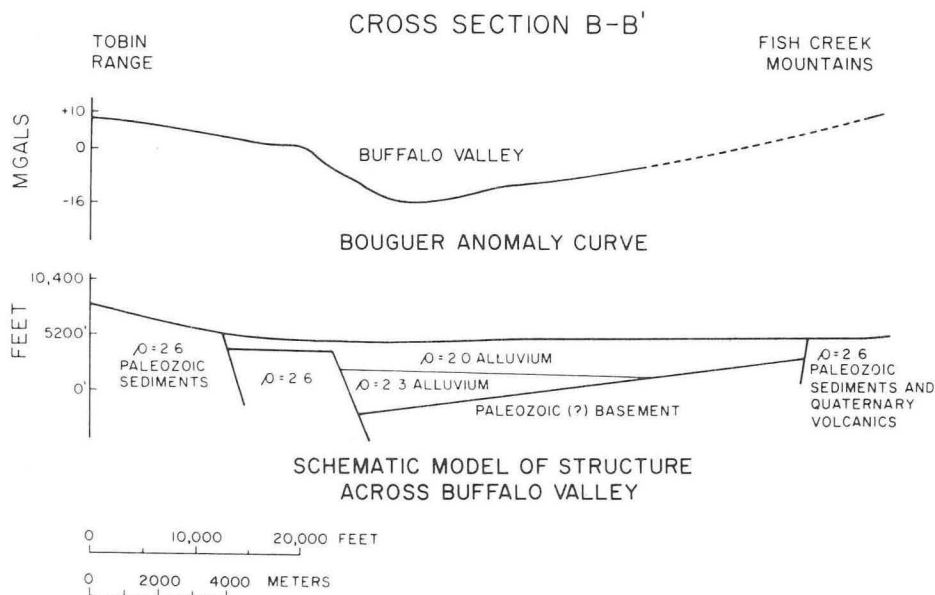 CROSS SECTION B-B'
TOBIN
RANGE
FISH CREEK
MOUNTAINS
MGALS
+10
0
-16
BUFFALO VALLEY
BOUGUER ANOMALY CURVE
FEET
10,400
5200'
0'
ρ=2.6
PALEOZOIC
SEDIMENTS
ρ=2.6
ρ=2.0 ALLUVIUM
ρ=2.3 ALLUVIUM
PALEOZOIC (?) BASEMENT
ρ=2.6
PALEOZOIC
SEDIMENTS AND
QUATERNARY
VOLCANICS
SCHEMATIC MODEL OF STRUCTURE
ACROSS BUFFALO VALLEY
0 10,000 20,000 FEET
0 2000 4000 METERS